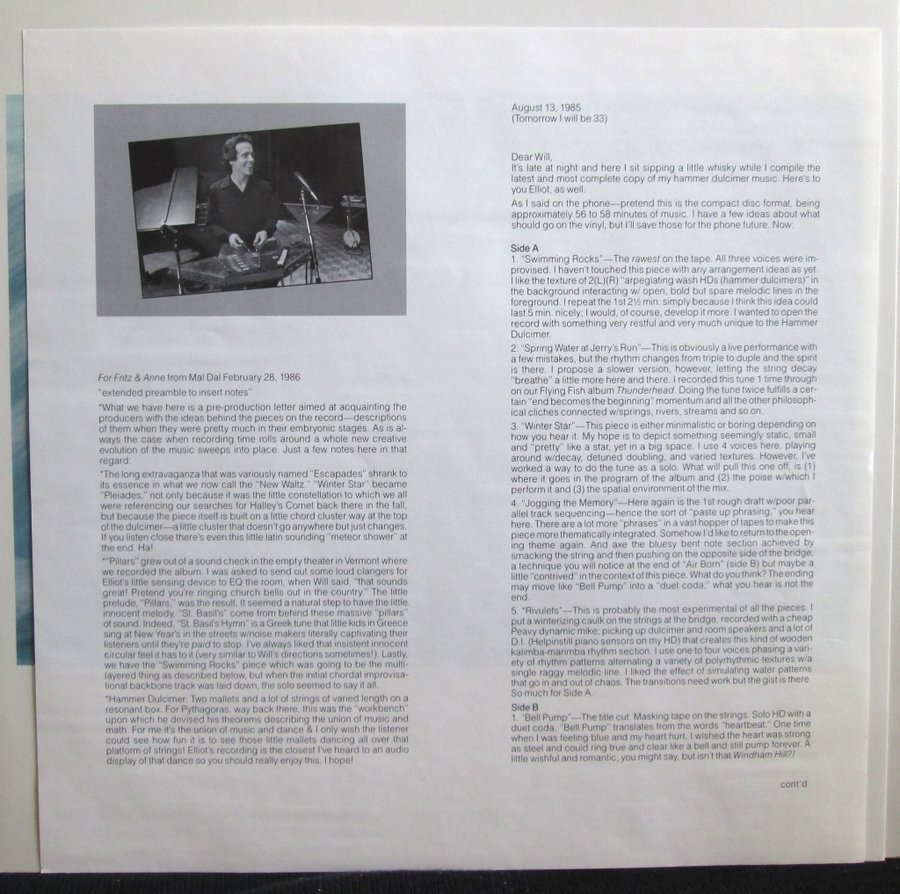 For Fritz & Anne from Mal Dal February 28, 1986
"extended preamble to insert notes"
*What we have here is a pre-production letter aimed at acquainting the
producers with the ideas behind the pieces on the record—descriptions
of them when they were pretty much in their embryonic stages. As is al-
ways the case when recording time rolls around a whole new creative
evolution of the music sweeps into place. Just a few notes here in that
regard:
*The long extravaganza that was variously named "Escapades" shrank to
its essence in what we now call the "New Waltz." "Winter Star" became
"Pleiades," not only because it was the little constellation to which we all
were referencing our searches for Halley's Comet back there in the fall,
but because the piece itself is built on a little chord cluster way at the top
of the dulcimer—a little cluster that doesn't go anywhere but just changes.
If you listen close there's even this little latin sounding "meteor shower" at
the end. Ha!
*"Pillars" grew out of a sound check in the empty theater in Vermont where
we recorded the album. I was asked to send out some loud clangers for
Elliot's little sensing device to EQ the room, when Will said, "that sounds
great! Pretend you're ringing church bells out in the country." The little
prelude, "Pillars," was the result. It seemed a natural step to have the little,
innocent melody, "St. Basil's" come from behind these massive "pillars"
of sound. Indeed, "St. Basil's Hymn" is a Greek tune that little kids in Greece
sing at New Year's in the streets w/noise makers literally captivating their
listeners until they're paid to stop. I've always liked that insistent innocent
circular feel it has to it (very similar to Will's directions sometimes!). Lastly,
we have the "Swimming Rocks" piece which was going to be the multi-
layered thing as described below, but when the initial chordal improvisa-
tional backbone track was laid down, the solo seemed to say it all.
*Hammer Dulcimer: Two mallets and a lot of strings of varied length on a
resonant box. For Pythagoras, way back there, this was the "workbench"
upon which he devised his theorems describing the union of music and
math. For me it's the union of music and dance & I only wish the listener
could see how fun it is to see those little mallets dancing all over that
platform of strings! Elliot's recording is the closest I've heard to an audio
display of that dance so you should really enjoy this, I hope!
August 13, 1985
(Tomorrow I will be 33)
Dear Will,
It's late at night and here I sit sipping a little whisky while I compile the
latest and most complete copy of my hammer dulcimer music. Here's to
you Elliot, as well.
As I said on the phone—pretend this is the compact disc format, being
approximately 56 to 58 minutes of music. I have a few ideas about what
should go on the vinyl, but I'll save those for the phone future. Now:
Side A
1. "Swimming Rocks"—The rawest on the tape. All three voices were im-
provised. I haven't touched this piece with any arrangement ideas as yet.
I like the texture of 2(L)(R) "arpegiating wash HDs (hammer dulcimers)" in
the background interacting w/ open, bold but spare melodic lines in the
foreground. I repeat the 1st 2½ min. simply because I think this idea could
last 5 min. nicely. I would, of course, develop it more. I wanted to open the
record with something very restful and very much unique to the Hammer
Dulcimer.
2. "Spring Water at Jerry's Run"—This is obviously a live performance with
a few mistakes, but the rhythm changes from triple to duple and the spirit
is there. I propose a slower version, however, letting the string decay
"breathe" a little more here and there. I recorded this tune 1 time through
on our Flying Fish album Thunderhead. Doing the tune twice fulfills a cer-
tain "end becomes the beginning" momentum and all the other philosoph-
ical cliches connected w/springs, rivers, streams and so on.
3. "Winter Star"—This piece is either minimalistic or boring depending on
how you hear it. My hope is to depict something seemingly static, small
and "pretty" like a star, yet in a big space. I use 4 voices here, playing
around w/decay, detuned doubling, and varied textures. However, I've
worked a way to do the tune as a solo. What will pull this one off, is (1)
where it goes in the program of the album and (2) the poise w/which I
perform it and (3) the spatial environment of the mix.
4. "Jogging the Memory"—Here again is the 1st rough draft w/poor par-
allel track sequencing—hence the sort of "paste up phrasing," you hear
here. There are a lot more "phrases" in a vast hopper of tapes to make this
piece more thematically integrated. Somehow I'd like to return to the open-
ing theme again. And axe the bluesy bent note section achieved by
smacking the string and then pushing on the opposite side of the bridge,
a technique you will notice at the end of "Air Born" (side B) but maybe a
little "contrived" in the context of this piece. What do you think? The ending
may move like "Bell Pump" into a "duet coda;" what you hear is not the
end.
5. "Rivulets"—This is probably the most experimental of all the pieces. I
put a winterizing caulk on the strings at the bridge, recorded with a cheap
Peavy dynamic mike; picking up dulcimer and room speakers and a lot of
D.I. (Helpinstill piano sensors on my HD) that creates this kind of wooden
kalimba-marimba rhythm section. I use one to four voices phasing a vari-
ety of rhythm patterns alternating a variety of polyrhythmic textures w/a
single raggy melodic line. I liked the effect of simulating water patterns
that go in and out of chaos. The transitions need work but the gist is there.
So much for Side A.
Side B
1. "Bell Pump"—The title cut. Masking tape on the strings. Solo HD with a
duet coda. "Bell Pump" translates from the words "heartbeat." One time
when I was feeling blue and my heart hurt, I wished the heart was strong
as steel and could ring true and clear like a bell and still pump forever. A
little wishful and romantic, you might say, but isn't that Windham Hill?!
cont'd